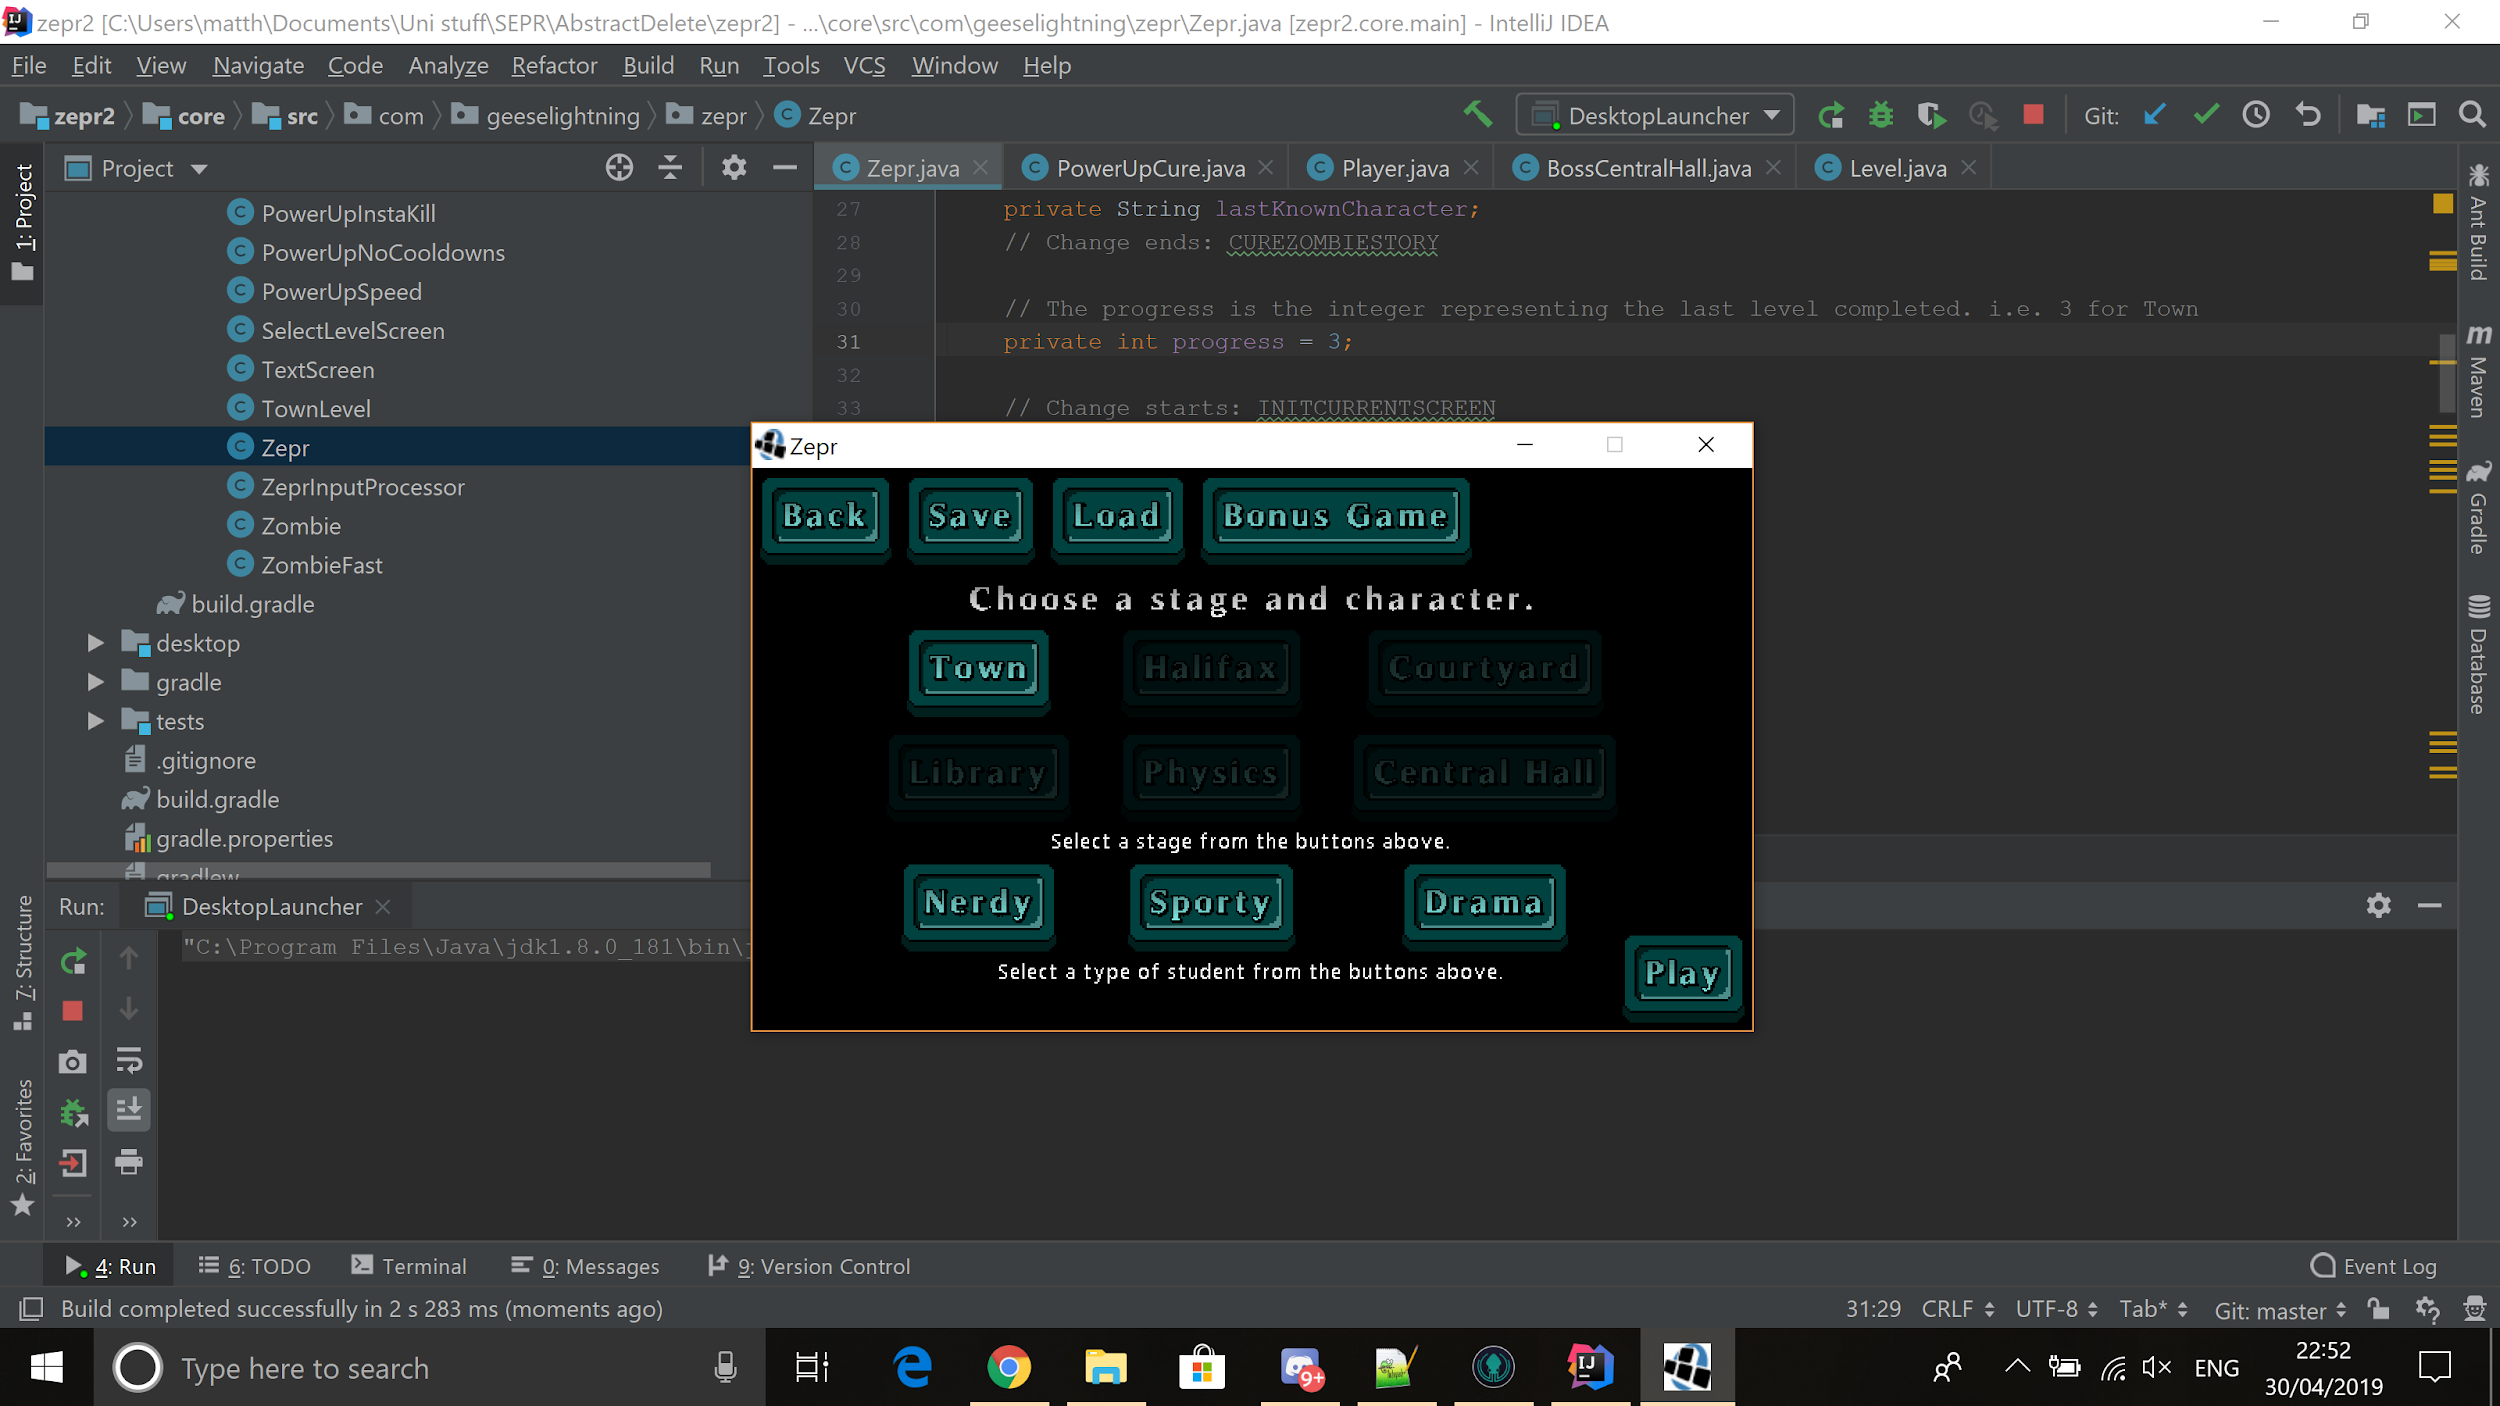 zepr2 [C:\Users\matth\Documents\Uni stuff\SEPR\AbstractDelete\zepr2] - ...\core\src\com\geeselightning\zepr\Zepr.java [zepr2.core.main] - IntelliJ IDEA
File Edit View Navigate Code Analyze Refactor Build Run Tools VCS Window Help
zepr2 core src com geeselightning zepr Zepr DesktopLauncher Git:
1: Project
Project
Zepr.java PowerUpCure.java Player.java BossCentralHall.java Level.java
PowerUpInstaKill
PowerUpNoCooldowns
PowerUpSpeed
SelectLevelScreen
TextScreen
TownLevel
Zepr
ZeprInputProcessor
Zombie
ZombieFast
build.gradle
desktop
gradle
tests
.gitignore
build.gradle
gradle.properties
gradlew
27 private String lastKnownCharacter;
28 // Change ends: CUREZOMBIESTORY
29
30 // The progress is the integer representing the last level completed. i.e. 3 for Town
31 private int progress = 3;
32
33 // Change starts: INITCURRENTSCREEN
Ant Build
Maven
Gradle
Database
Zepr
Back Save Load Bonus Game
Choose a stage and character.
Town Halifax Courtyard
Library Physics Central Hall
Select a stage from the buttons above.
Nerdy Sporty Drama
Select a type of student from the buttons above.
Play
7: Structure
2: Favorites
Run: DesktopLauncher
"C:\Program Files\Java\jdk1.8.0_181\bin\
4: Run 6: TODO Terminal 0: Messages 9: Version Control Event Log
Build completed successfully in 2 s 283 ms (moments ago) 31:29 CRLF UTF-8 Tab* Git: master
Type here to search 9+ ENG 22:52
30/04/2019